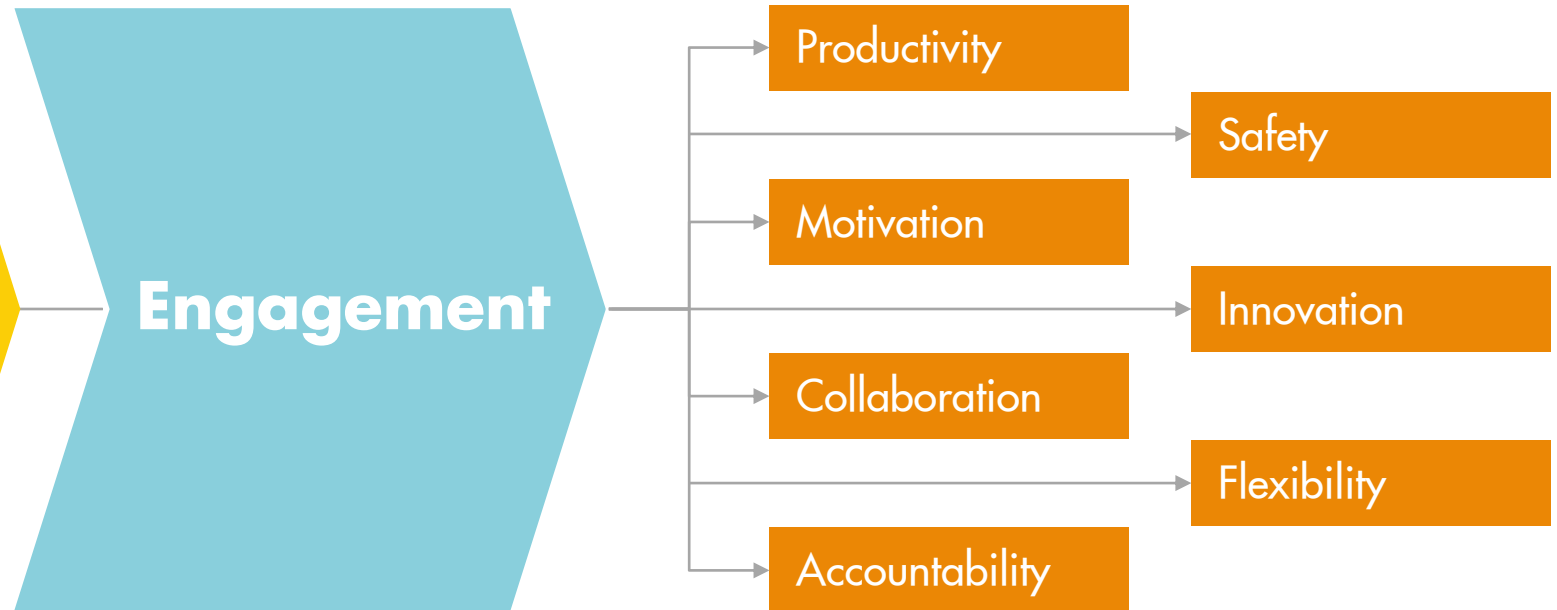 Engagement
Productivity
Safety
Motivation
Innovation
Collaboration
Flexibility
Accountability